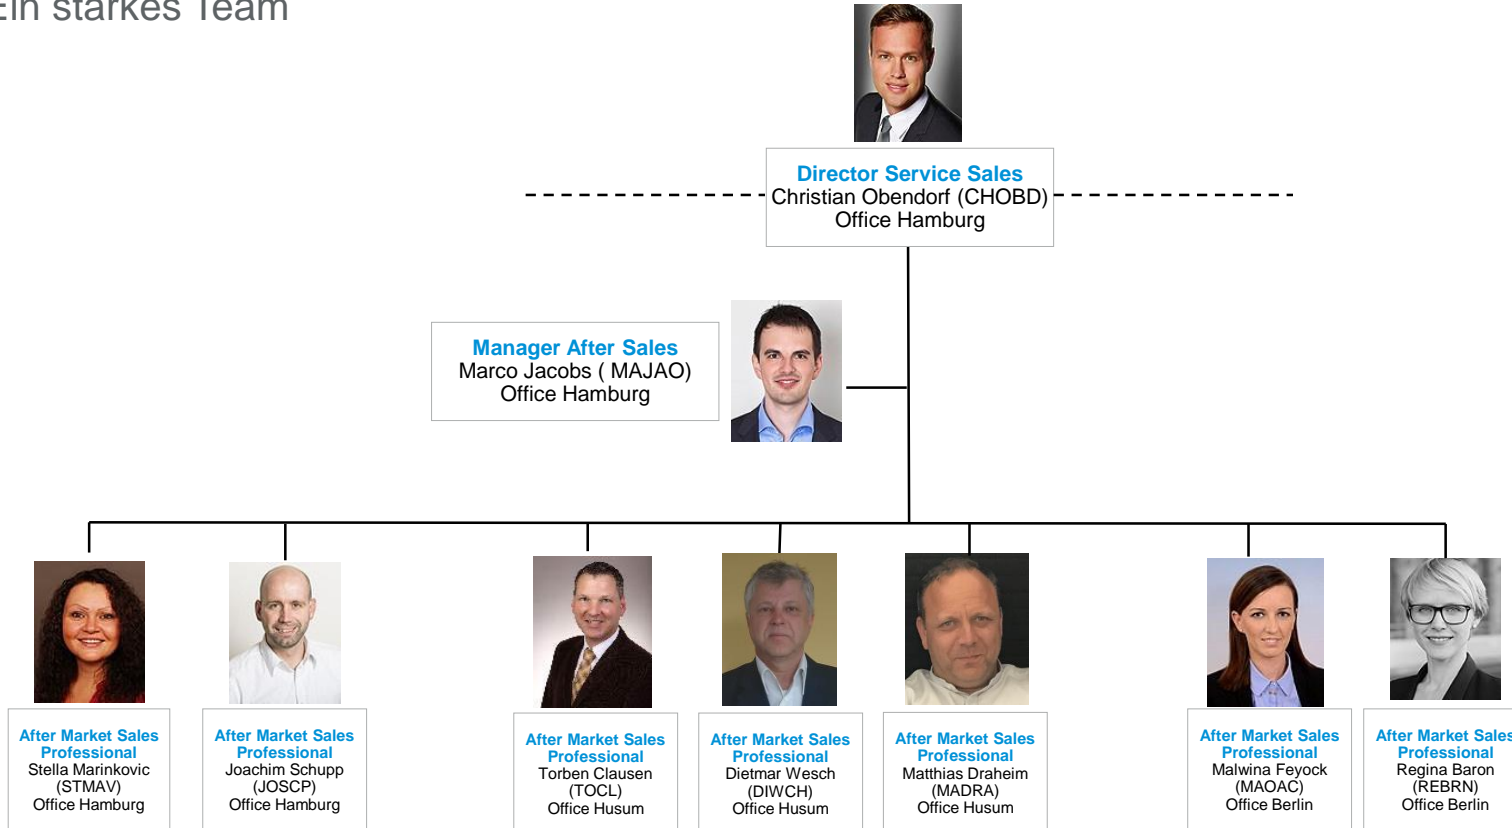 Ein starkes Team
Director Service Sales
Christian Obendorf (CHOBD)
Office Hamburg
Manager After Sales
Marco Jacobs ( MAJAO)
Office Hamburg
After Market Sales
Professional
Stella Marinkovic
(STMAV)
Office Hamburg
After Market Sales
Professional
Joachim Schupp
(JOSCP)
Office Hamburg
After Market Sales
Professional
Torben Clausen
(TOCL)
Office Husum
After Market Sales
Professional
Dietmar Wesch
(DIWCH)
Office Husum
After Market Sales
Professional
Matthias Draheim
(MADRA)
Office Husum
After Market Sales
Professional
Malwina Feyock
(MAOAC)
Office Berlin
After Market Sales
Professional
Regina Baron
(REBRN)
Office Berlin